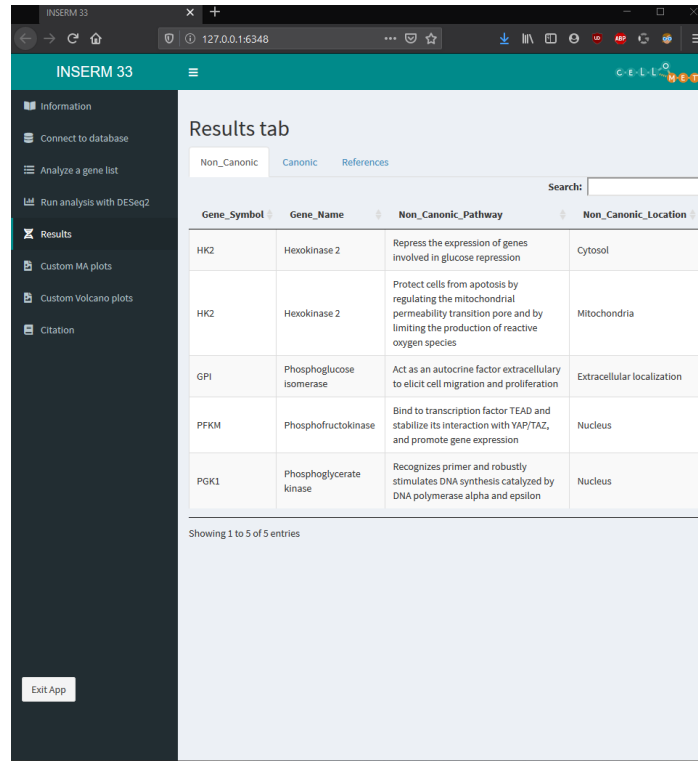 INSERM 33
127.0.0.1:6348
INSERM 33
C-E-L-L-O
M-E-T
Information
Connect to database
Analyze a gene list
Run analysis with DESeq2
Results
Custom MA plots
Custom Volcano plots
Citation
Exit App
Results tab
Non_Canonic Canonic References
Search:
Gene_Symbol Gene_Name Non_Canonic_Pathway Non_Canonic_Location
HK2 Hexokinase 2 Repress the expression of genes
involved in glucose repression Cytosol
HK2 Hexokinase 2 Protect cells from apotosis by
regulating the mitochondrial
permeability transition pore and by
limiting the production of reactive
oxygen species Mitochondria
GPI Phosphoglucose
isomerase Act as an autocrine factor extracellulary
to elicit cell migration and proliferation Extracellular localization
PFKM Phosphofructokinase Bind to transcription factor TEAD and
stabilize its interaction with YAP/TAZ,
and promote gene expression Nucleus
PGK1 Phosphoglycerate
kinase Recognizes primer and robustly
stimulates DNA synthesis catalyzed by
DNA polymerase alpha and epsilon Nucleus
Showing 1 to 5 of 5 entries